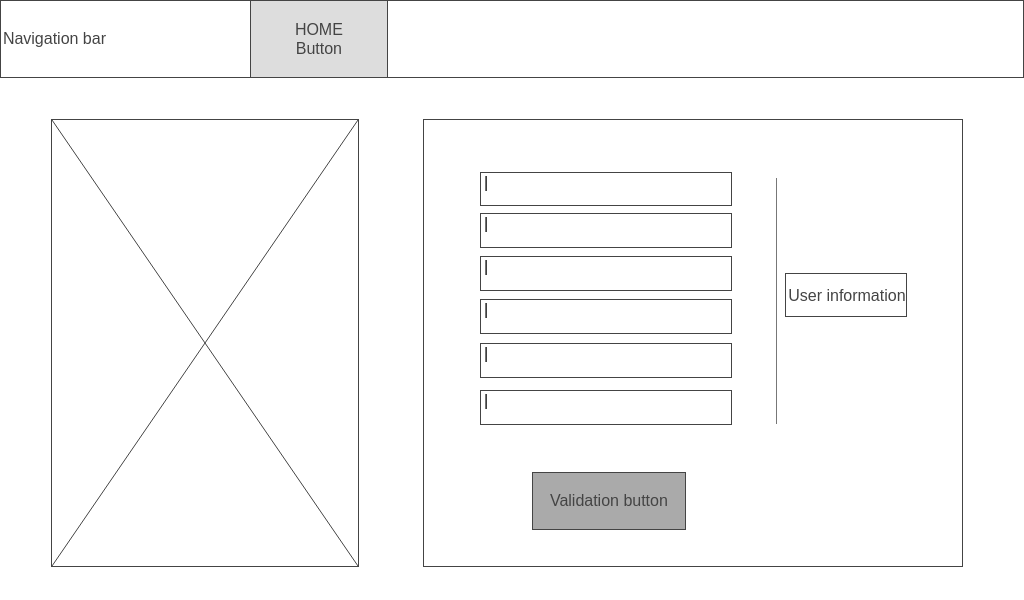 Navigation bar
HOME
Button
User information
Validation button